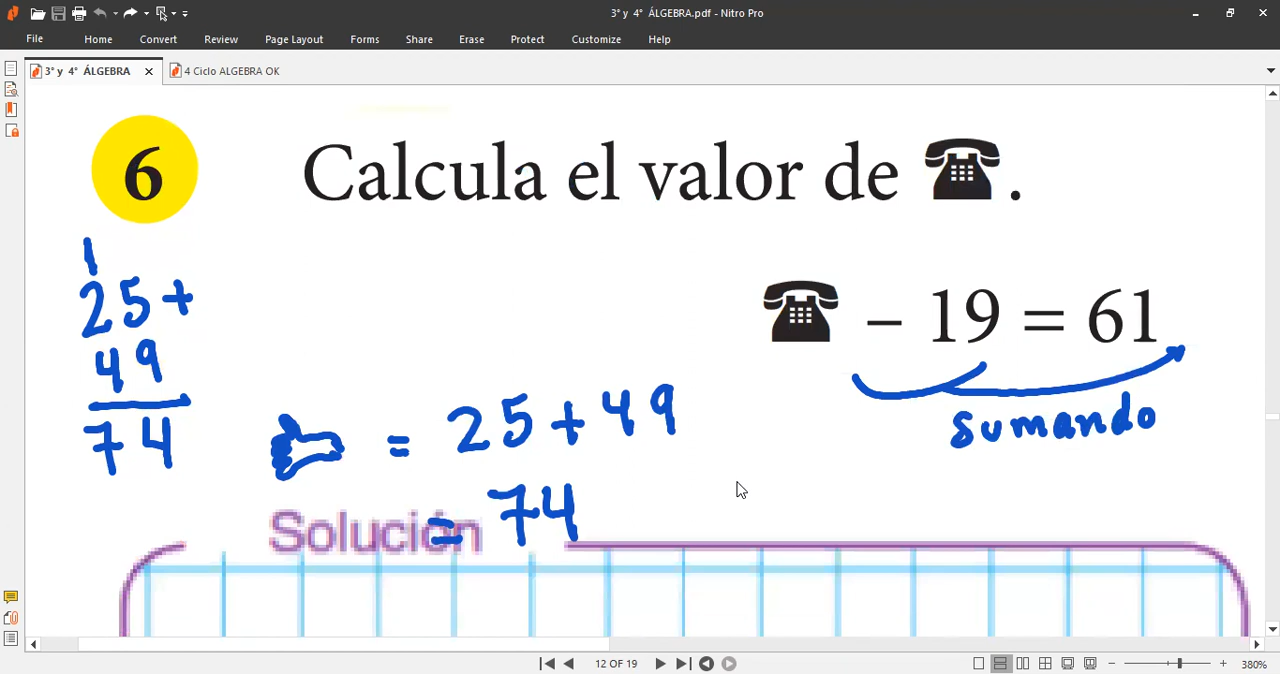 3° y 4° ÁLGEBRA.pdf - Nitro Pro
File Home Convert Review Page Layout Forms Share Erase Protect Customize Help
3° y 4° ÁLGEBRA
4 Ciclo ALGEBRA OK
6 Calcula el valor de ☎.
☎ – 19 = 61
sumando
1
25+
49
74
= 25+49
= 74
Solución
12 OF 19
380%